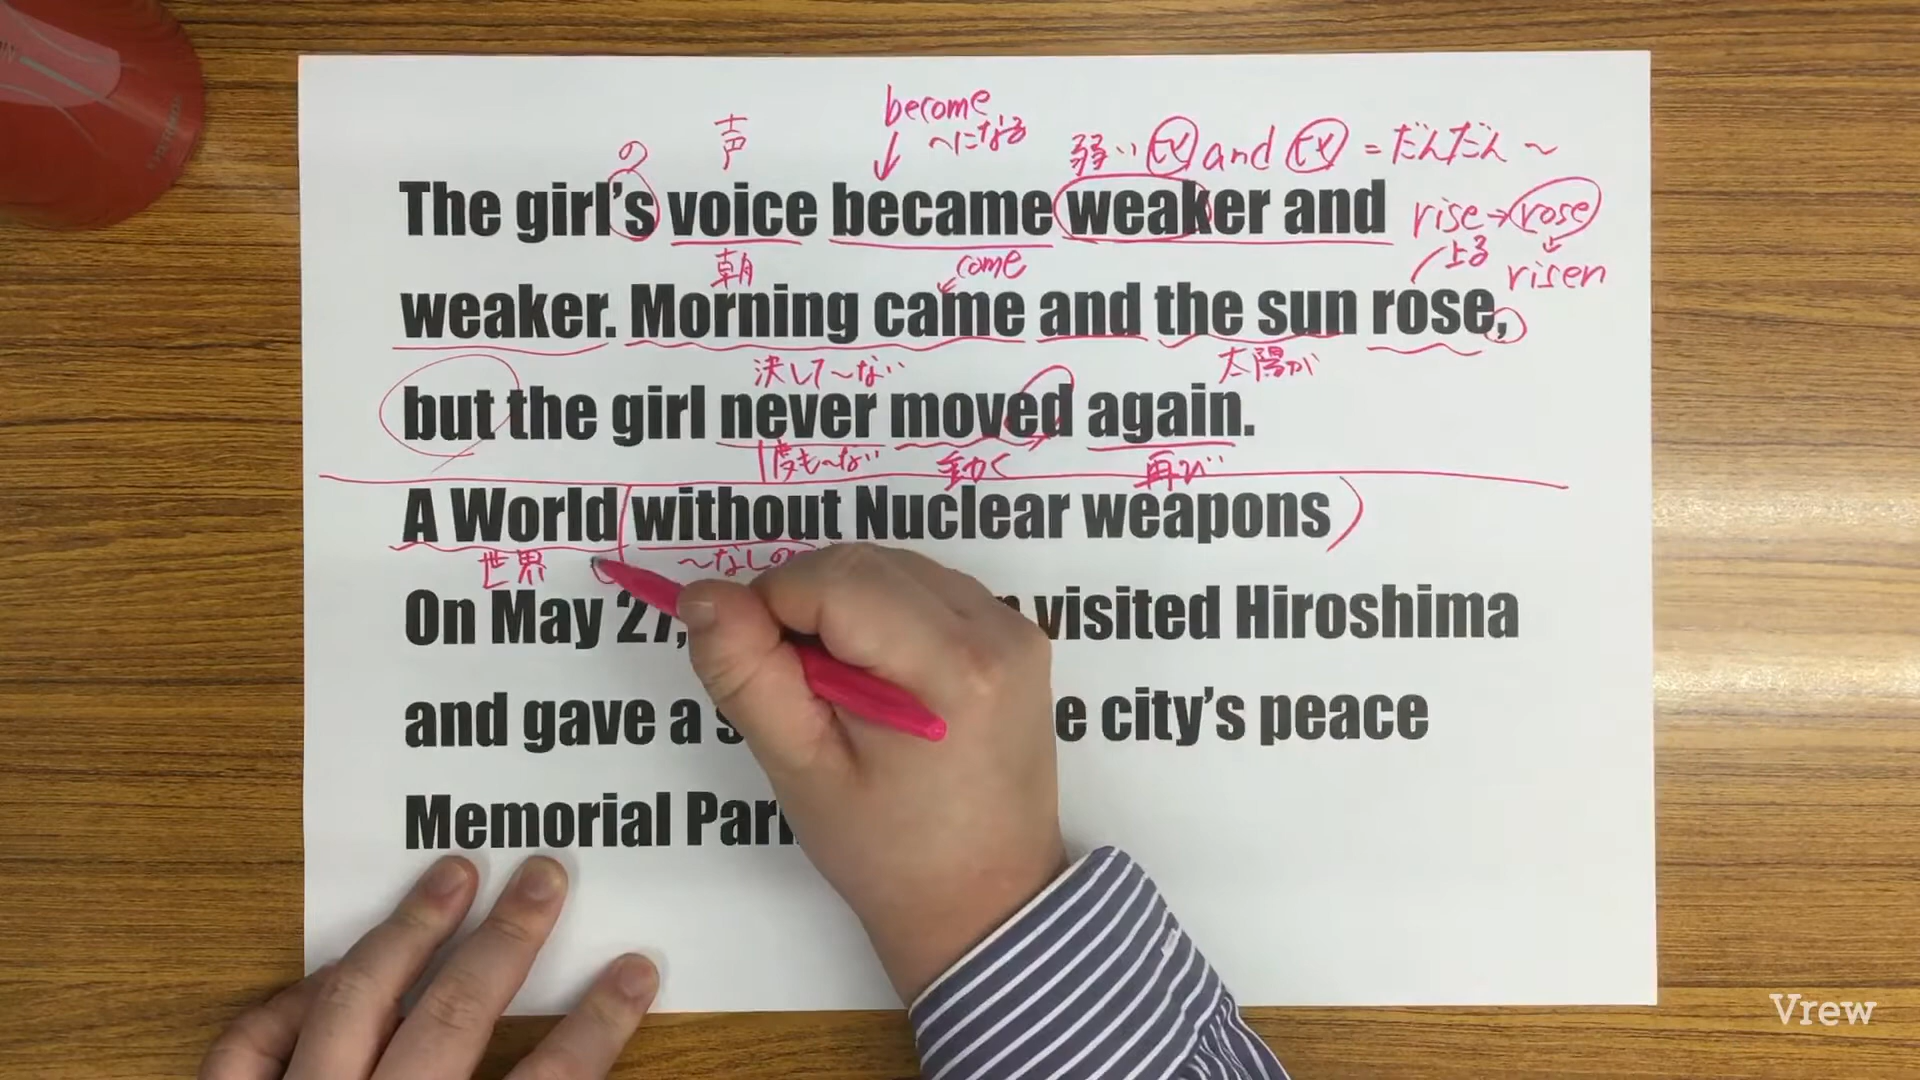 become
声
〜になる
の
弱い 比 and 比 = だんだん〜
The girl's voice became weaker and
rise→rose
上る
risen
朝
come
weaker. Morning came and the sun rose,
決して〜ない
太陽が
but the girl never moved again.
1度も〜ない 動く 再び
A World without Nuclear weapons
世界 〜なしの
On May 27, visited Hiroshima
and gave a city's peace
Memorial
Vrew